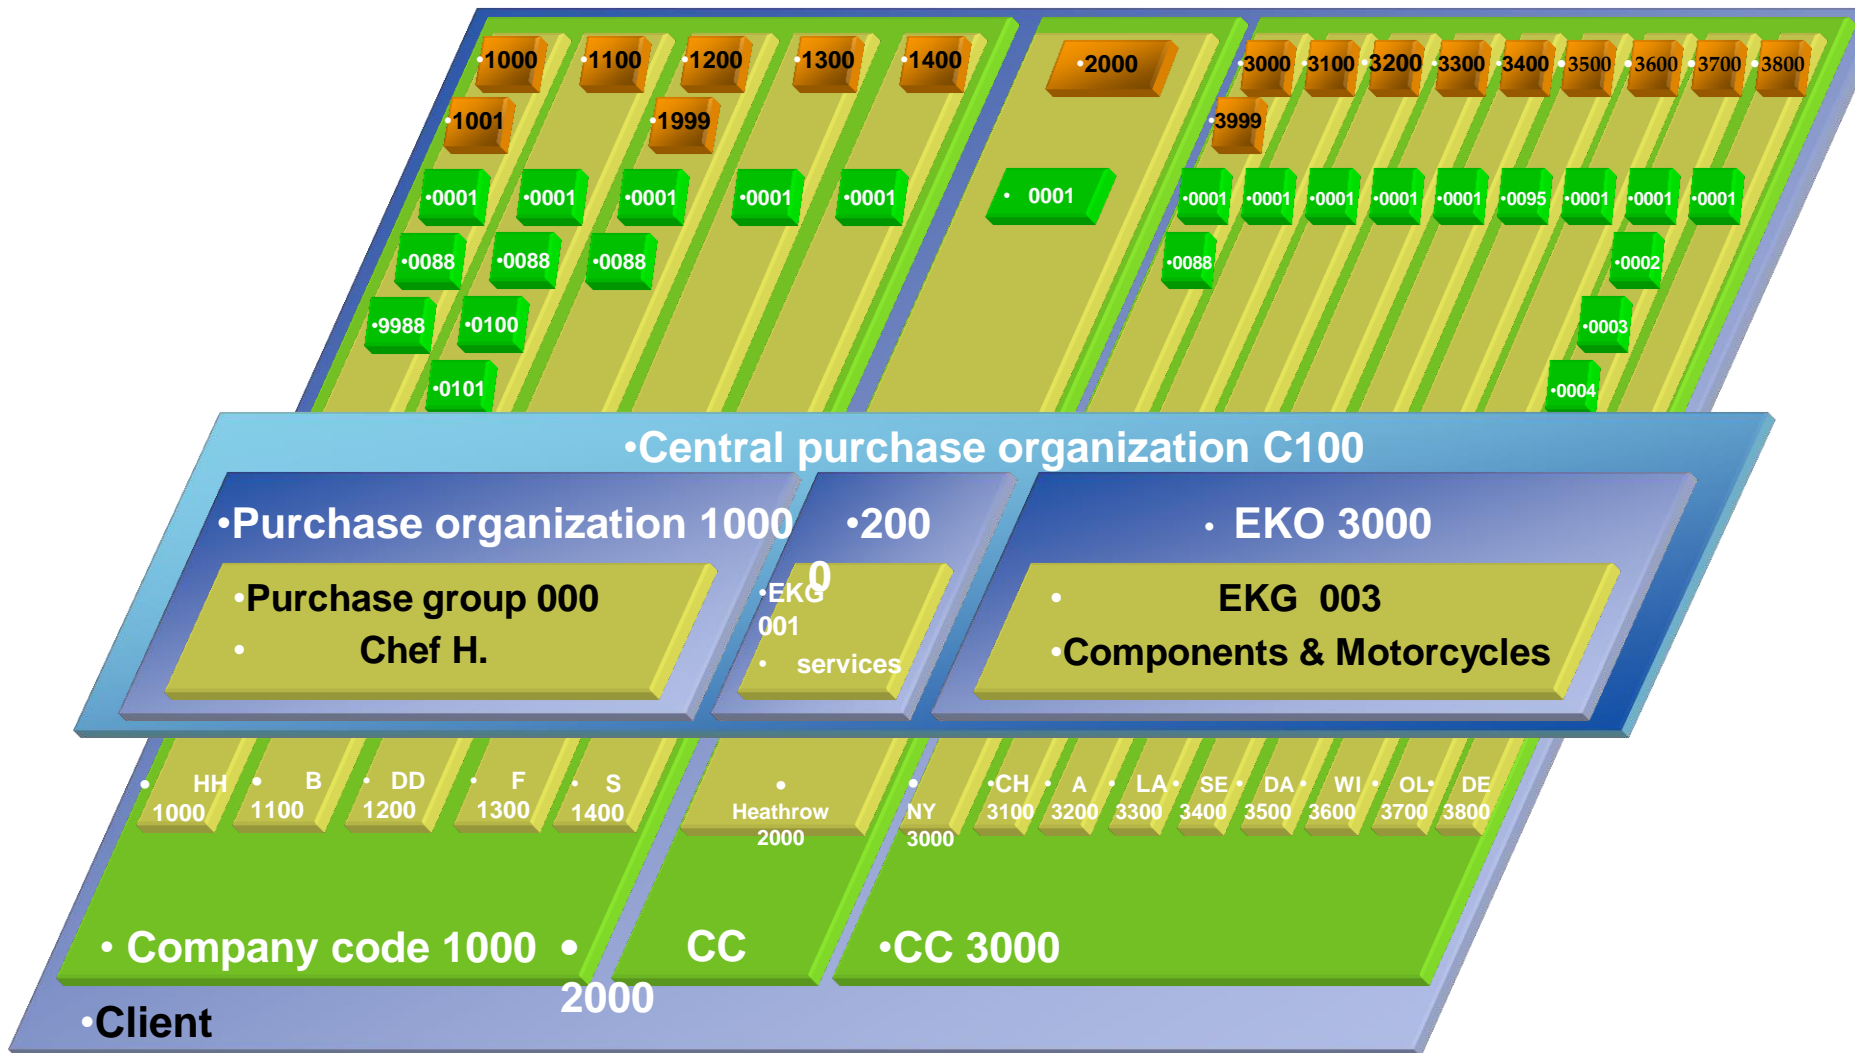 •1000 •1100 •1200 •1300 •1400 •2000 •3000 •3100 •3200 •3300 •3400 •3500 •3600 •3700 •3800
•1001 •1999 •3999
•0001 •0001 •0001 •0001 •0001 • 0001 •0001 •0001 •0001 •0001 •0001 •0095 •0001 •0001 •0001
•0088 •0088 •0088 •0088 •0002
•9988 •0100 •0003
•0101 •0004
•Central purchase organization C100
•Purchase organization 1000
•200
0
• EKO 3000
•Purchase group 000
• Chef H.
•EKG
001
• services
• EKG 003
•Components & Motorcycles
• HH
1000
• B
1100
• DD
1200
• F
1300
• S
1400
•
Heathrow
2000
•
NY
3000
•CH
3100
• A
3200
• LA
3300
• SE
3400
• DA
3500
• WI
3600
• OL
3700
• DE
3800
• Company code 1000
• CC
2000
•CC 3000
•Client